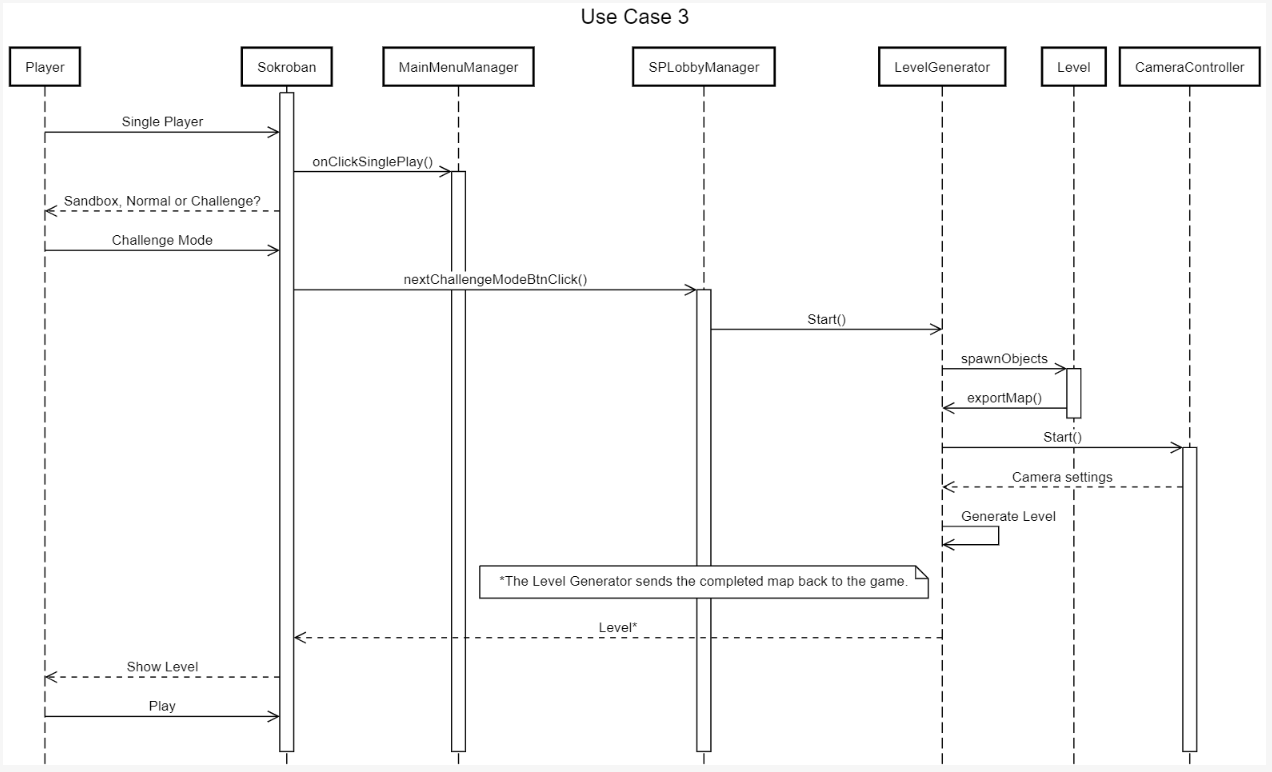 Use Case 3
Player
Sokroban
MainMenuManager
SPLobbyManager
LevelGenerator
Level
CameraController
Single Player
onClickSinglePlay()
Sandbox, Normal or Challenge?
Challenge Mode
nextChallengeModeBtnClick()
Start()
spawnObjects
exportMap()
Start()
Camera settings
Generate Level
*The Level Generator sends the completed map back to the game.
Level*
Show Level
Play